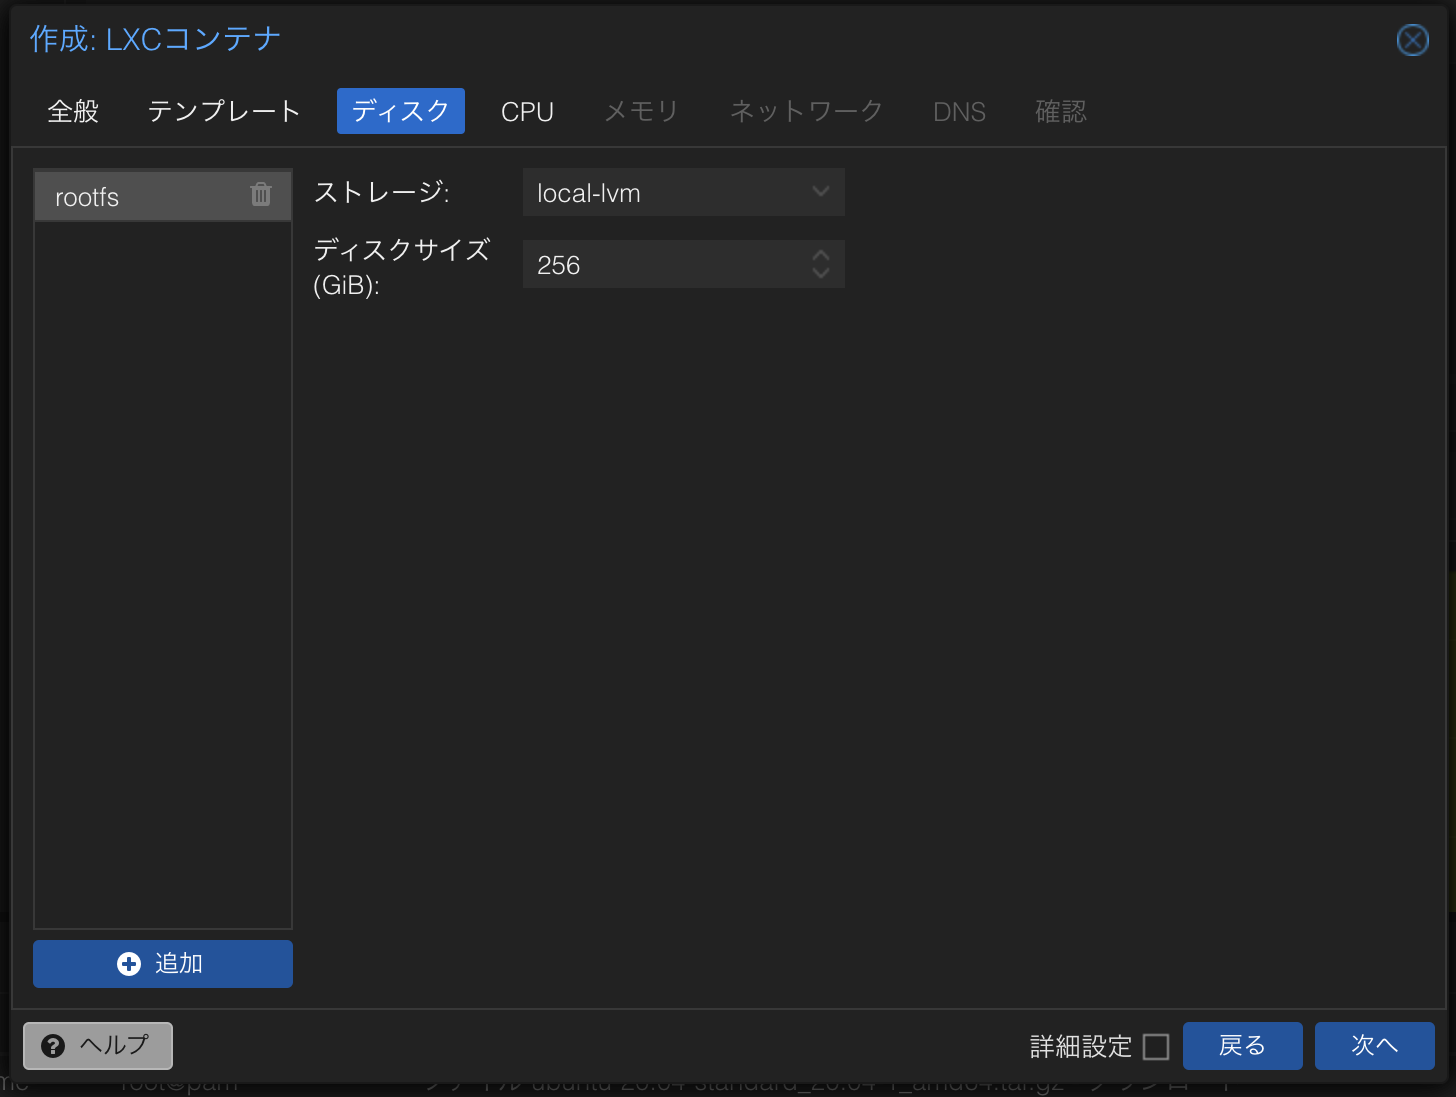 作成: LXCコンテナ
全般 テンプレート ディスク CPU メモリ ネットワーク DNS 確認
rootfs
ストレージ: local-lvm
ディスクサイズ
(GiB): 256
追加
ヘルプ 詳細設定 戻る 次へ